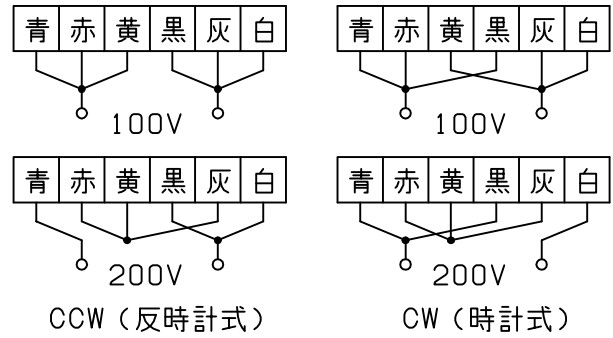 青 赤 黄 黒 灰 白 青 赤 黄 黒 灰 白
100V 100V
青 赤 黄 黒 灰 白 青 赤 黄 黒 灰 白
200V 200V
CCW（反時計式） CW（時計式）